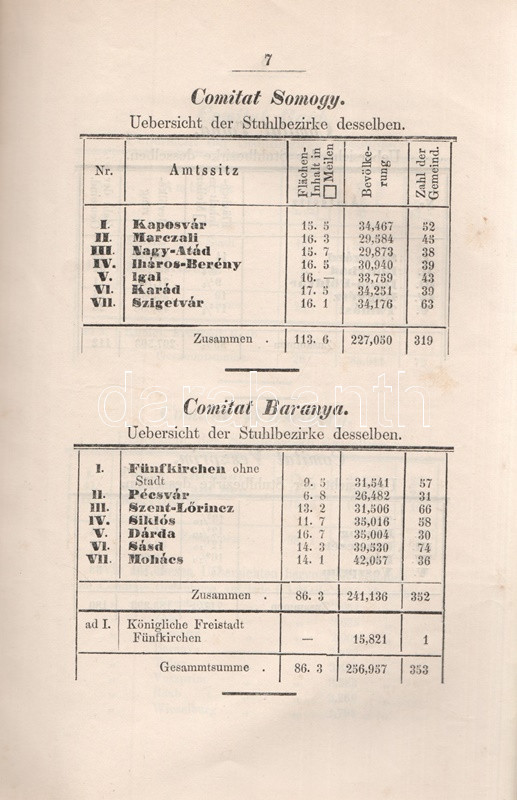 7
Comitat Somogy.
Uebersicht der Stuhlbezirke desselben.
Nr. Amtssitz Flächen-Inhalt in □ Meilen Bevölke-rung Zahl der Gemeind.
I. Kaposvár 15. 5 34,467 52
II. Marczali 16. 3 29,584 45
III. Nagy-Atád 15. 7 29,873 38
IV. Iháros-Berény 16. 5 30,940 39
V. Igal 16. — 33,759 43
VI. Karád 17. 5 34,251 39
VII. Szigetvár 16. 1 34,176 63
Zusammen . 113. 6 227,050 319
darabanth
Comitat Baranya.
Uebersicht der Stuhlbezirke desselben.
I. Fünfkirchen ohne
Stadt 9. 5 31,541 57
II. Pécsvár 6. 8 26,482 31
III. Szent-Lőrincz 13. 2 31,506 66
IV. Siklós 11. 7 35,016 58
V. Dárda 16. 7 35,004 30
VI. Sásd 14. 3 39,530 74
VII. Mohács 14. 1 42,057 36
Zusammen . 86. 3 241,136 352
ad I. Königliche Freistadt
Fünfkirchen — 15,821 1
Gesammtsumme . 86. 3 256,957 353